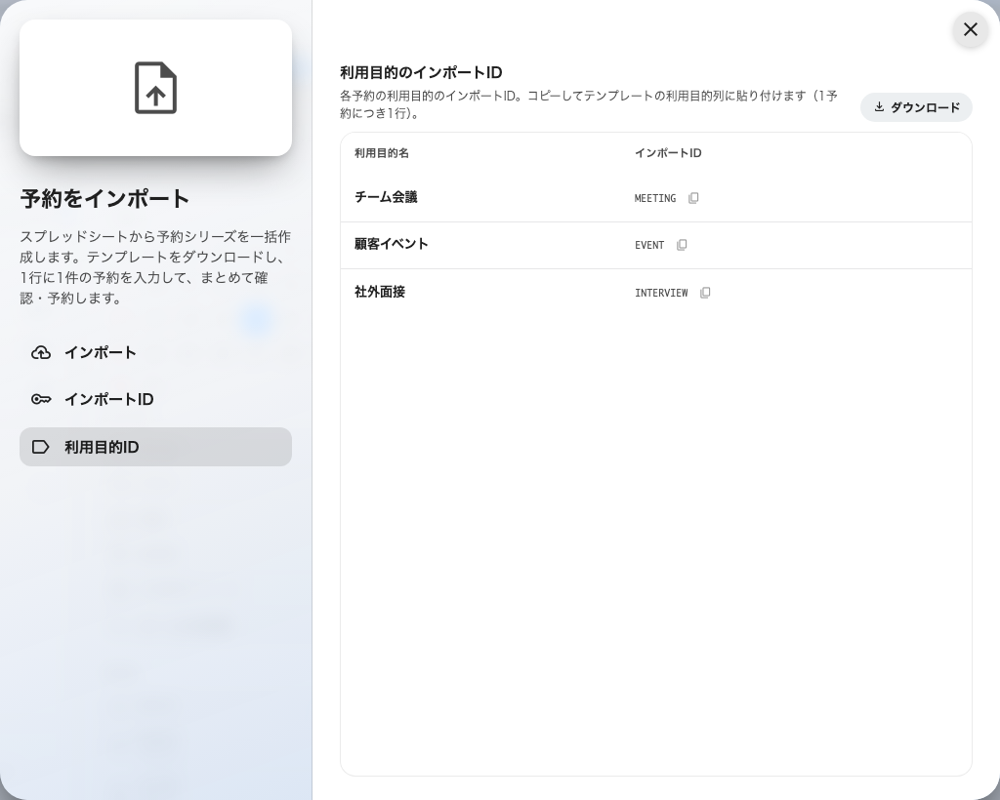 予約をインポート
スプレッドシートから予約シリーズを一括作
成します。テンプレートをダウンロードし、
1行に1件の予約を入力して、まとめて確
認・予約します。
インポート
インポートID
利用目的ID
利用目的のインポートID
各予約の利用目的のインポートID。コピーしてテンプレートの利用目的列に貼り付けます（1予
約につき1行）。
ダウンロード
利用目的名 インポートID
チーム会議 MEETING
顧客イベント EVENT
社外面接 INTERVIEW